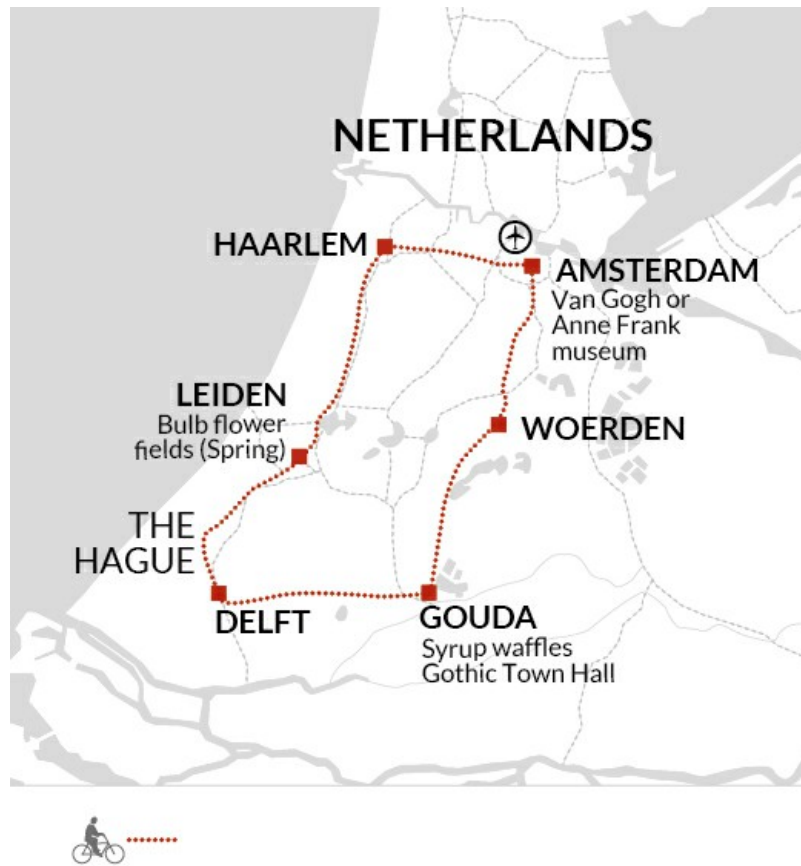 NETHERLANDS
HAARLEM
AMSTERDAM
Van Gogh or
Anne Frank
museum
LEIDEN
Bulb flower
fields (Spring)
WOERDEN
THE
HAGUE
DELFT
GOUDA
Syrup waffles
Gothic Town Hall